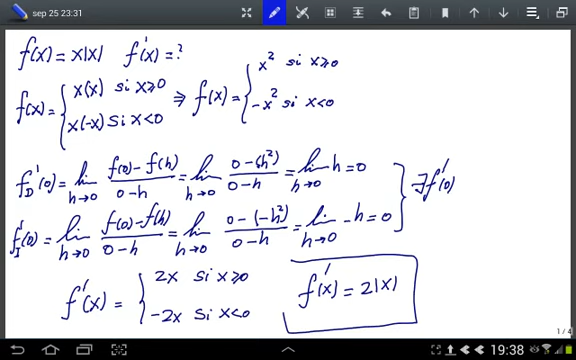 sep 25 23:31
f(x) = x|x|   f'(x) = ?
f(x) = { x(x) si x≥0 ; x(-x) si x<0 ⇒ f(x) = { x² si x≥0 ; -x² si x<0
f'_D(0) = lim_{h→0} (f(0) - f(h))/(0-h) = lim_{h→0} (0-(h²))/(0-h) = lim_{h→0} h = 0
f'_I(0) = lim_{h→0} (f(0) - f(h))/(0-h) = lim_{h→0} (0-(-h²))/(0-h) = lim_{h→0} -h = 0 } ∃f'(0)
f'(x) = { 2x si x≥0 ; -2x si x<0   f'(x) = 2|x|
1/4
19:38